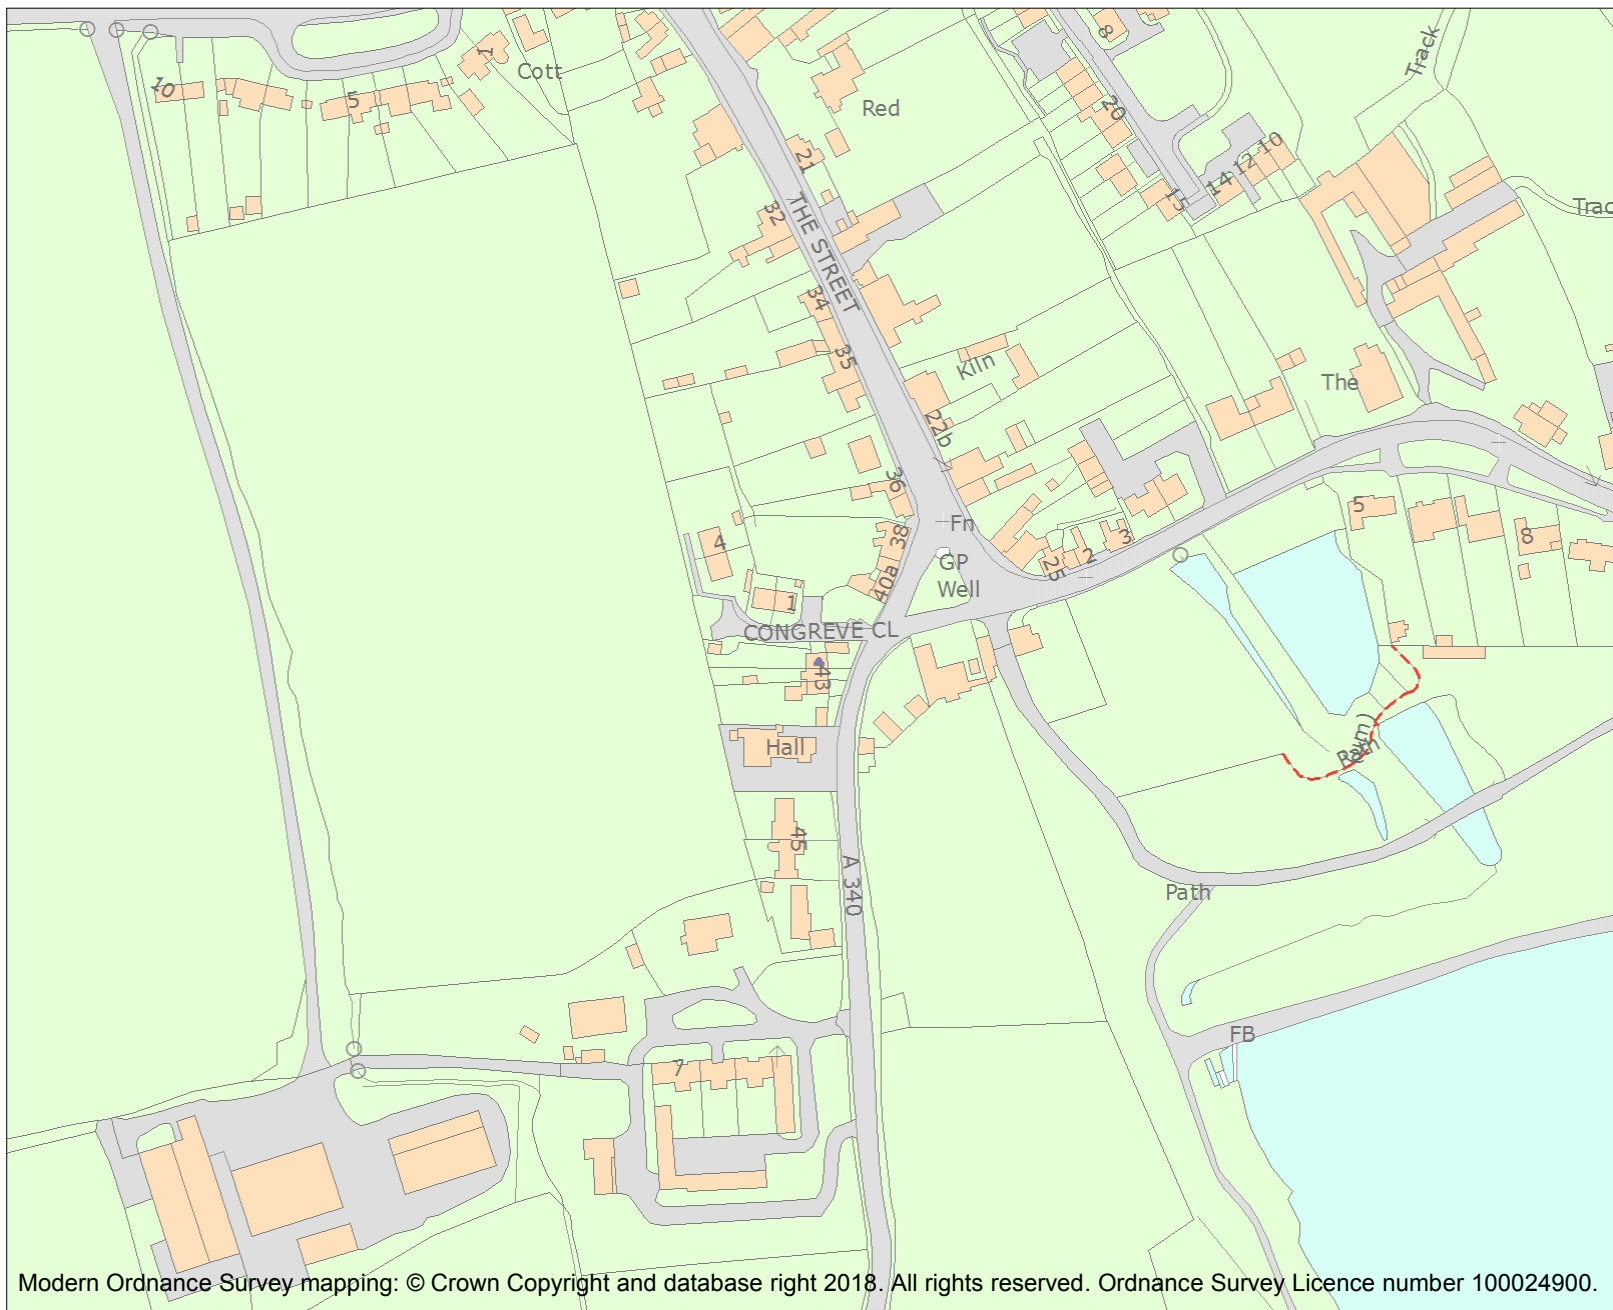 Track
8
1
Cott
10
5
Red
20
21
10
12
14
15
Trac
32
THE STREET
34
35
Kiln
The
22b
36
5
Fn
38
3
8
4
GP
2
25
Well
40a
1
CONGREVE CL
43
Hall
Path
45
A 340
Path
FB
7
Modern Ordnance Survey mapping: © Crown Copyright and database right 2018. All rights reserved. Ordnance Survey Licence number 100024900.